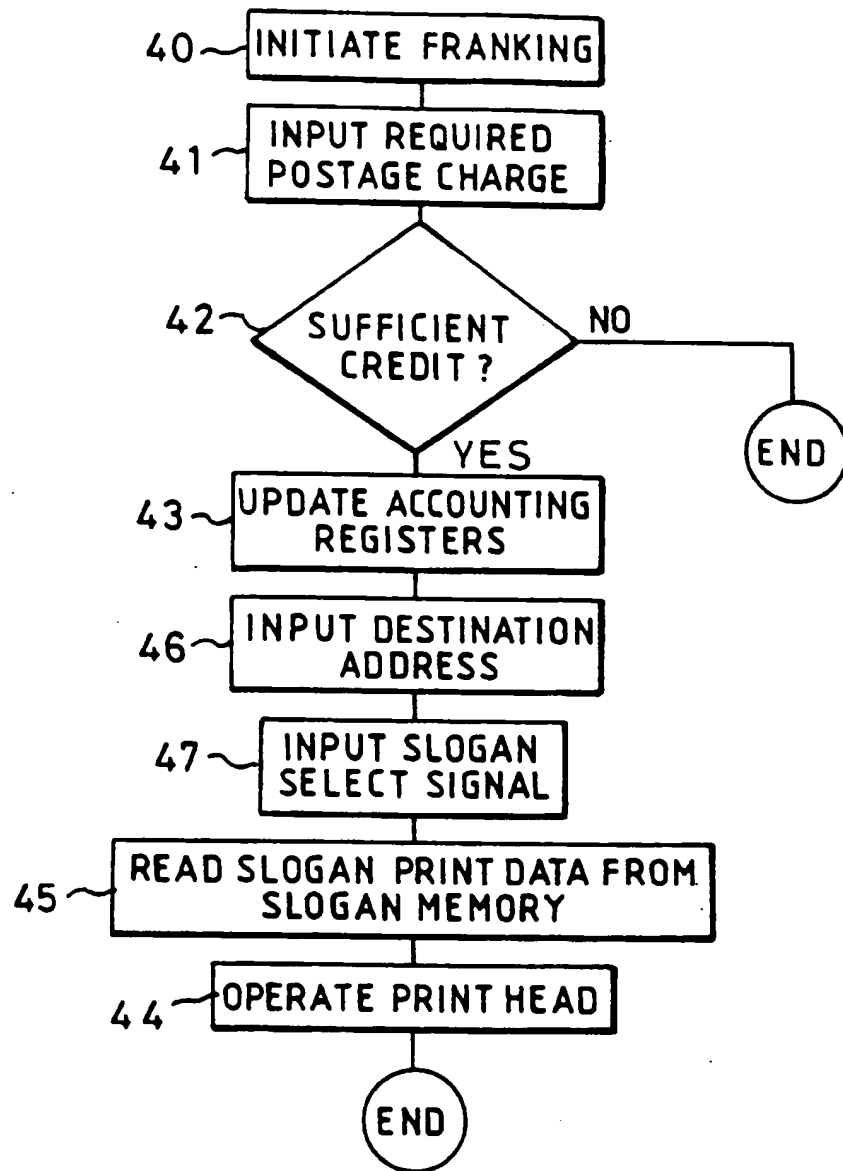 40
INITIATE FRANKING
41
INPUT REQUIRED
POSTAGE CHARGE
42
SUFFICIENT
CREDIT ?
NO
END
YES
43
UPDATE ACCOUNTING
REGISTERS
46
INPUT DESTINATION
ADDRESS
47
INPUT SLOGAN
SELECT SIGNAL
45
READ SLOGAN PRINT DATA FROM
SLOGAN MEMORY
44
OPERATE PRINT HEAD
END